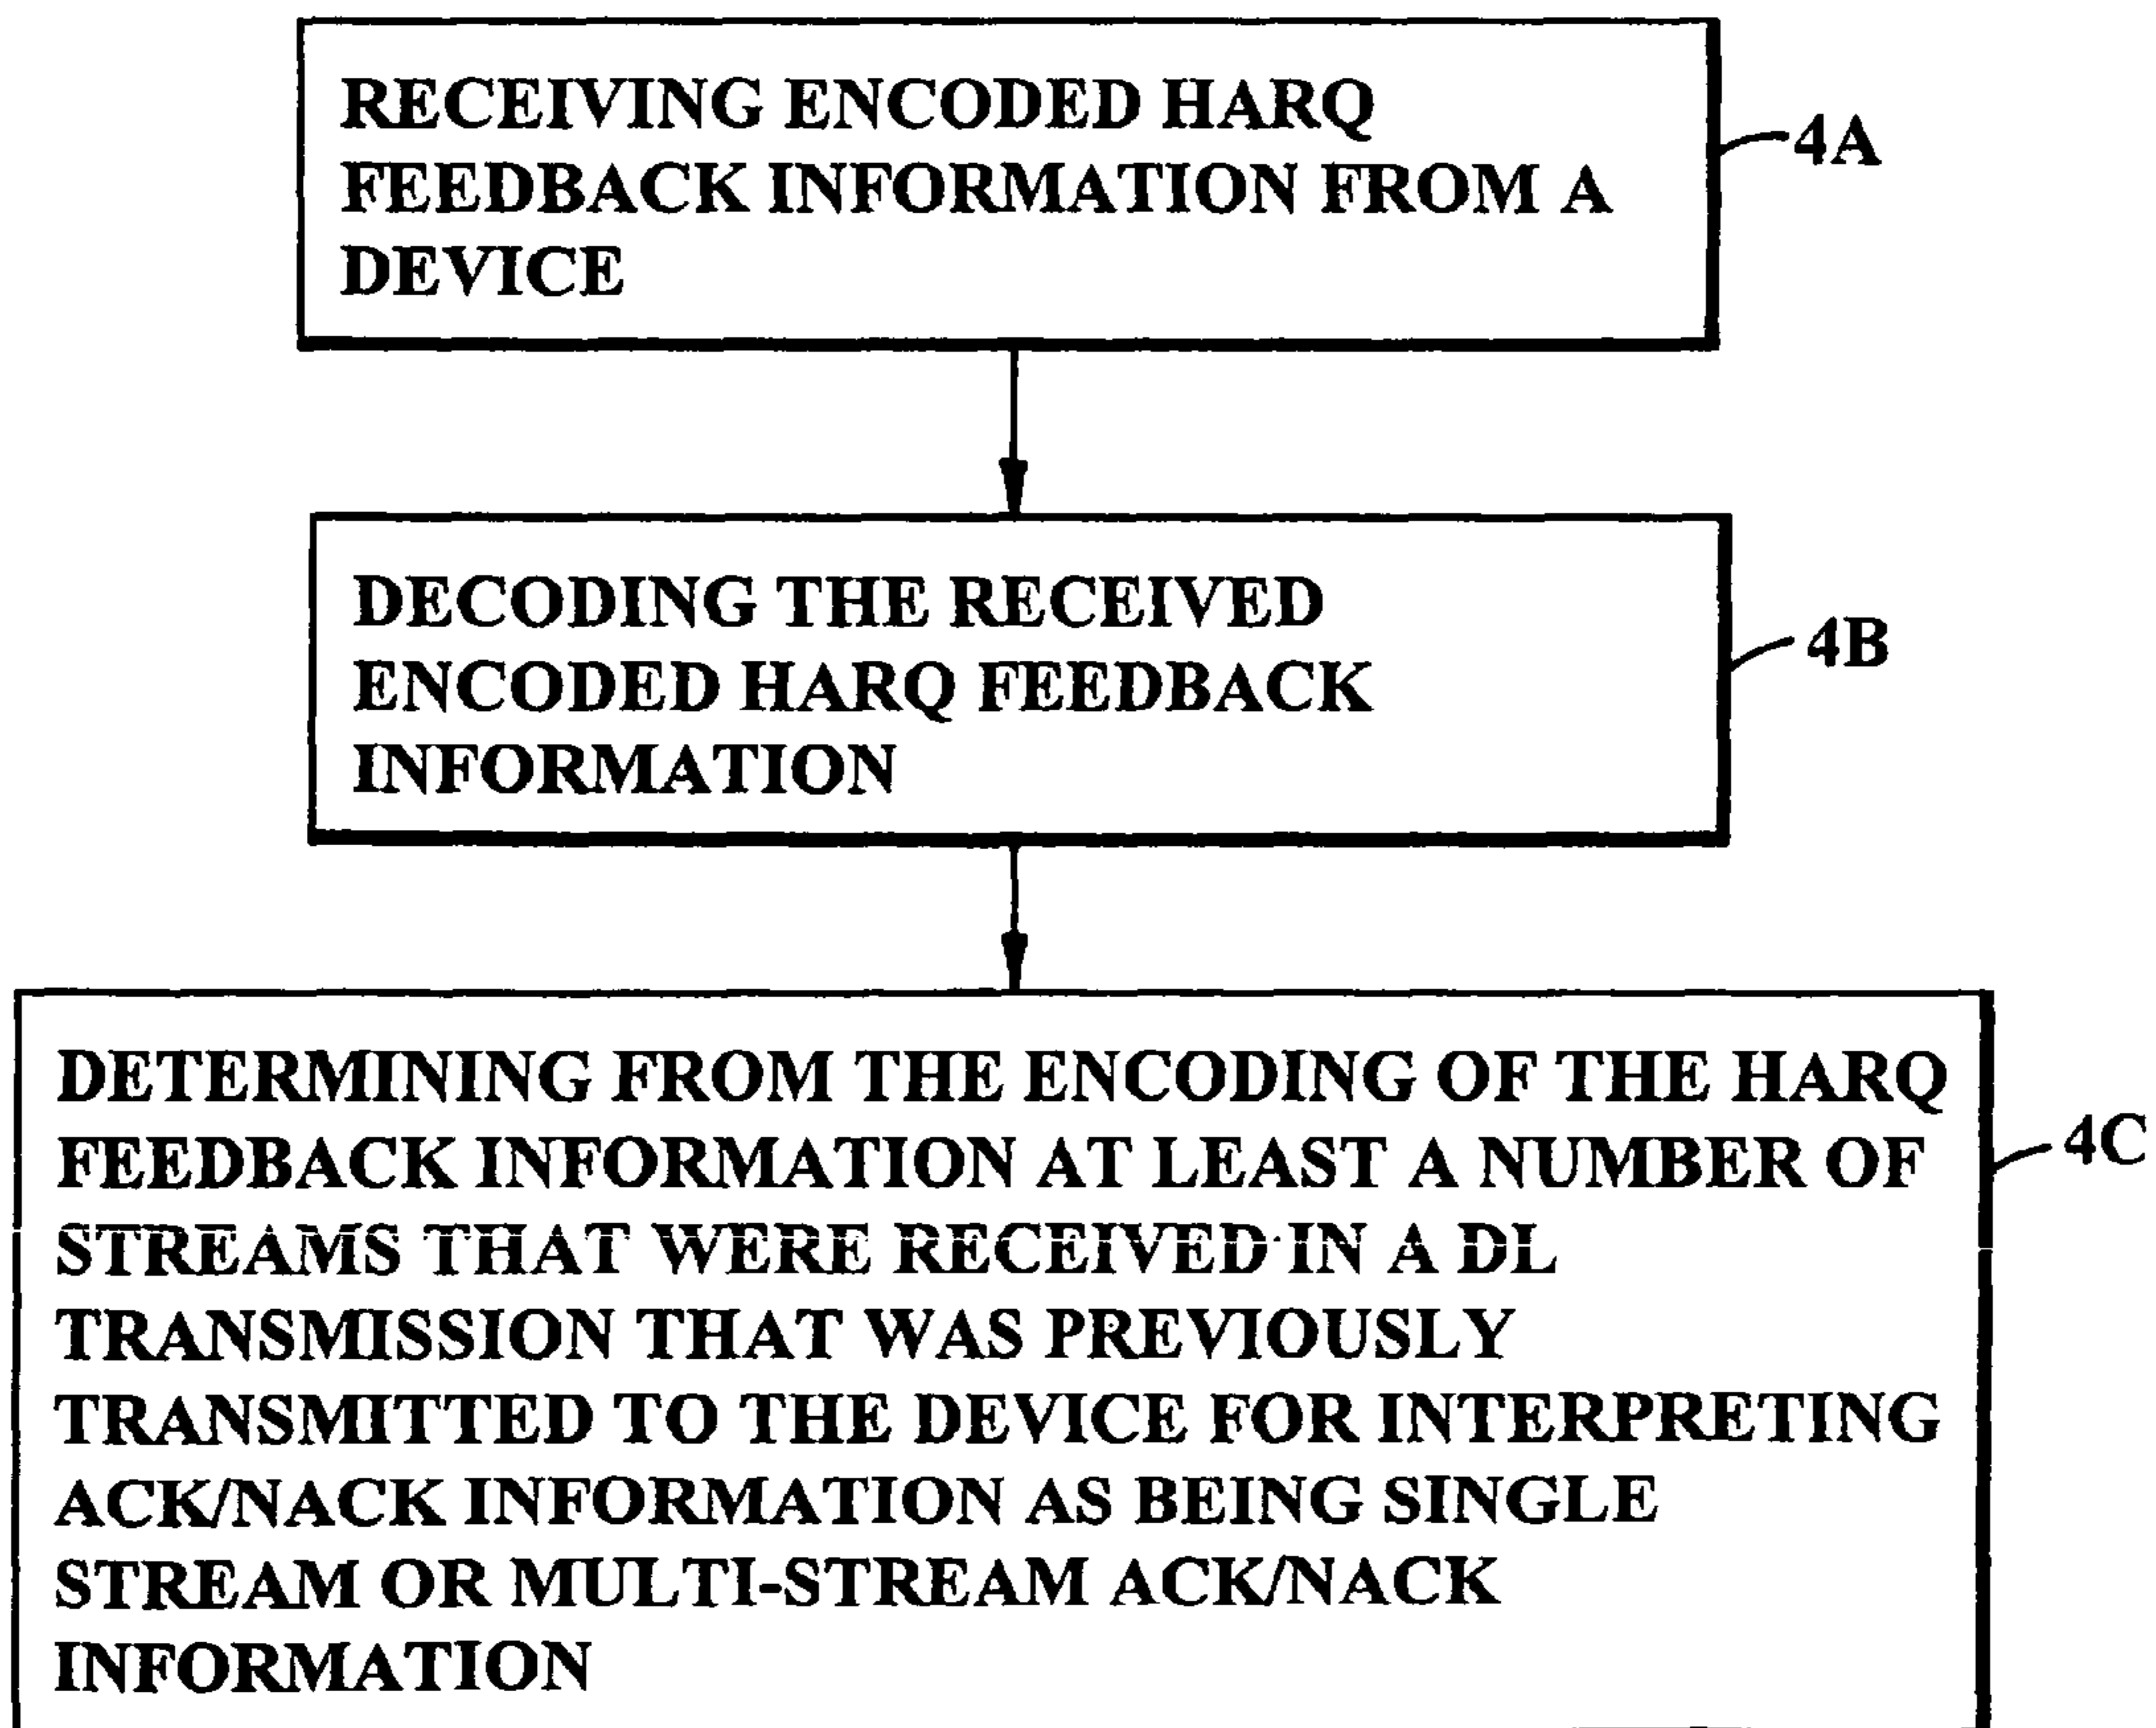 RECEIVING ENCODED HARQ
FEEDBACK INFORMATION FROM A
DEVICE
4A
DECODING THE RECEIVED
ENCODED HARQ FEEDBACK
INFORMATION
4B
DETERMINING FROM THE ENCODING OF THE HARQ
FEEDBACK INFORMATION AT LEAST A NUMBER OF
STREAMS THAT WERE RECEIVED IN A DL
TRANSMISSION THAT WAS PREVIOUSLY
TRANSMITTED TO THE DEVICE FOR INTERPRETING
ACK/NACK INFORMATION AS BEING SINGLE
STREAM OR MULTI-STREAM ACK/NACK
INFORMATION
4C